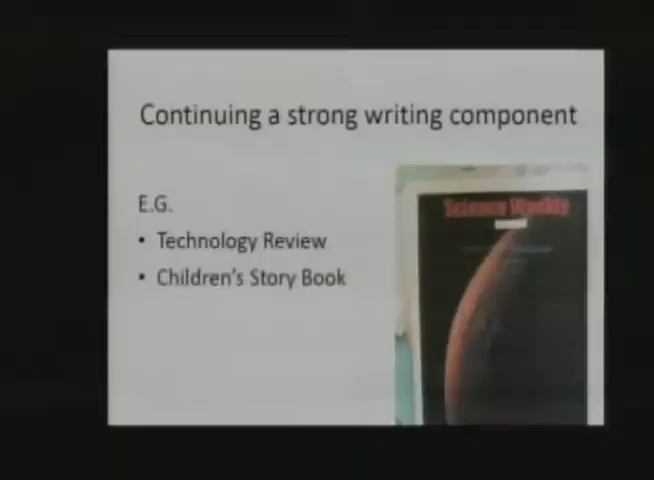 Continuing a strong writing component
E.G.
• Technology Review
• Children's Story Book
Science Weekly